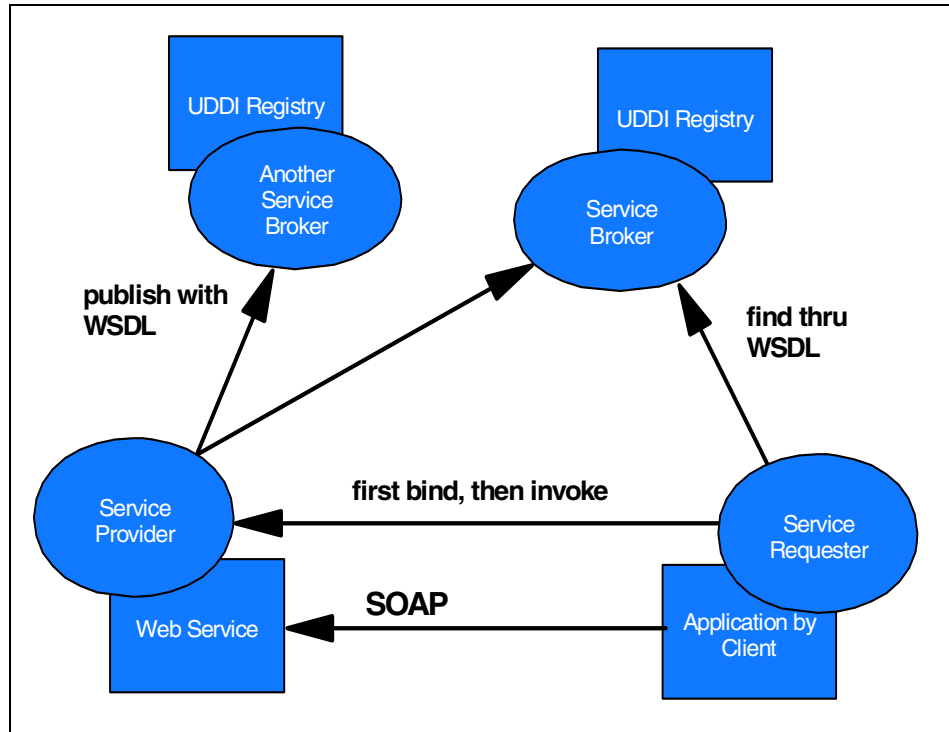 UDDI Registry
Another
Service
Broker
UDDI Registry
Service
Broker
publish with
WSDL
find thru
WSDL
first bind, then invoke
Service
Provider
Service
Requester
SOAP
Web Service
Application by
Client